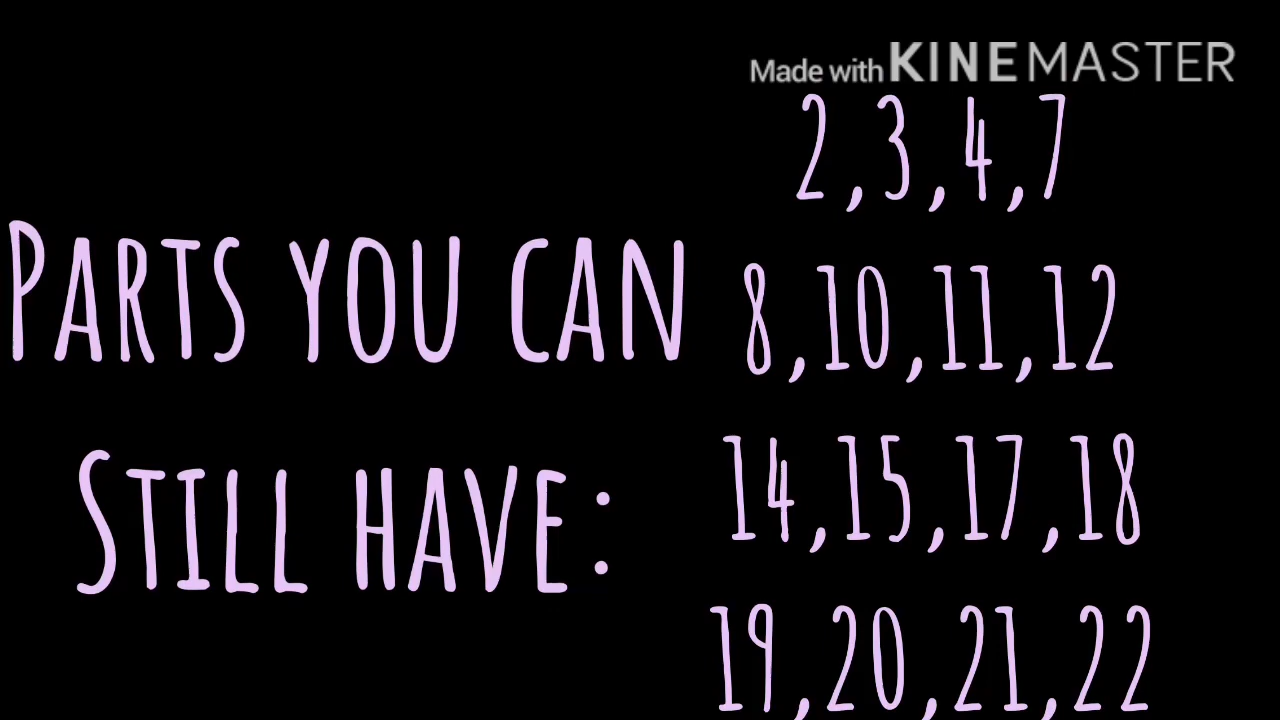 Made with KINEMASTER
PARTS YOU CAN
STILL HAVE:
2,3,4,7
8,10,11,12
14,15,17,18
19,20,21,22